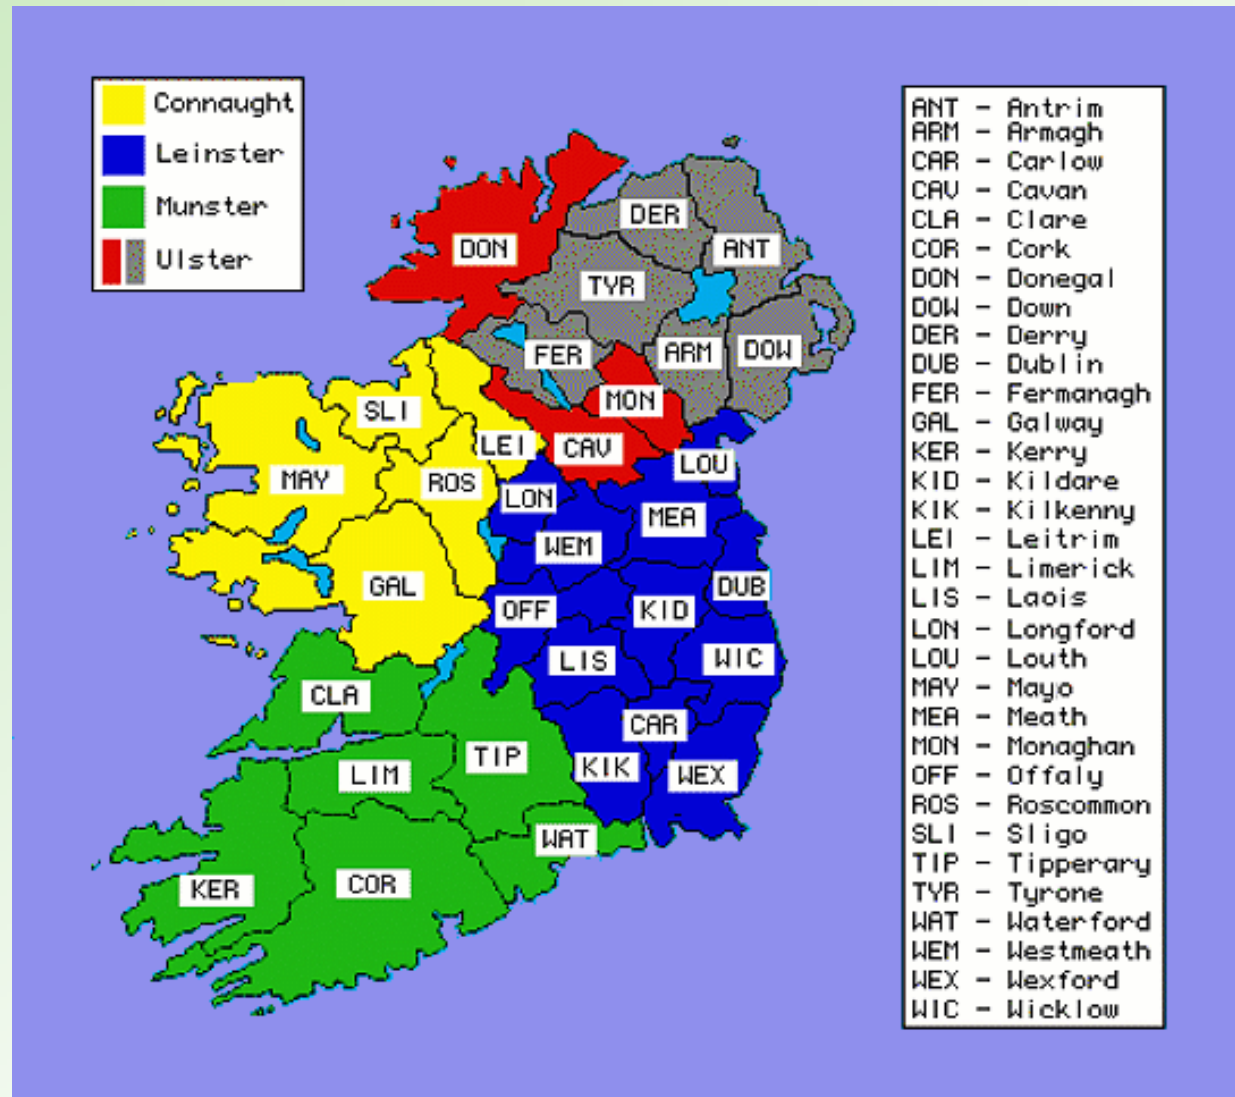 Connaught
Leinster
Munster
Ulster
ANT - Antrim
ARM - Armagh
CAR - Carlow
CAV - Cavan
CLA - Clare
COR - Cork
DON - Donegal
DOW - Down
DER - Derry
DUB - Dublin
FER - Fermanagh
GAL - Galway
KER - Kerry
KID - Kildare
KIK - Kilkenny
LEI - Leitrim
LIM - Limerick
LIS - Laois
LON - Longford
LOU - Louth
MAY - Mayo
MEA - Meath
MON - Monaghan
OFF - Offaly
ROS - Roscommon
SLI - Sligo
TIP - Tipperary
TYR - Tyrone
WAT - Waterford
WEM - Westmeath
WEX - Wexford
WIC - Wicklow
DER
DON
ANT
TYR
FER
ARM
DOW
MON
SLI
LEI
CAV
LOU
MAY
ROS
LON
MEA
WEM
GAL
DUB
OFF
KID
LIS
WIC
CLA
CAR
TIP
LIM
KIK
WEX
WAT
KER
COR